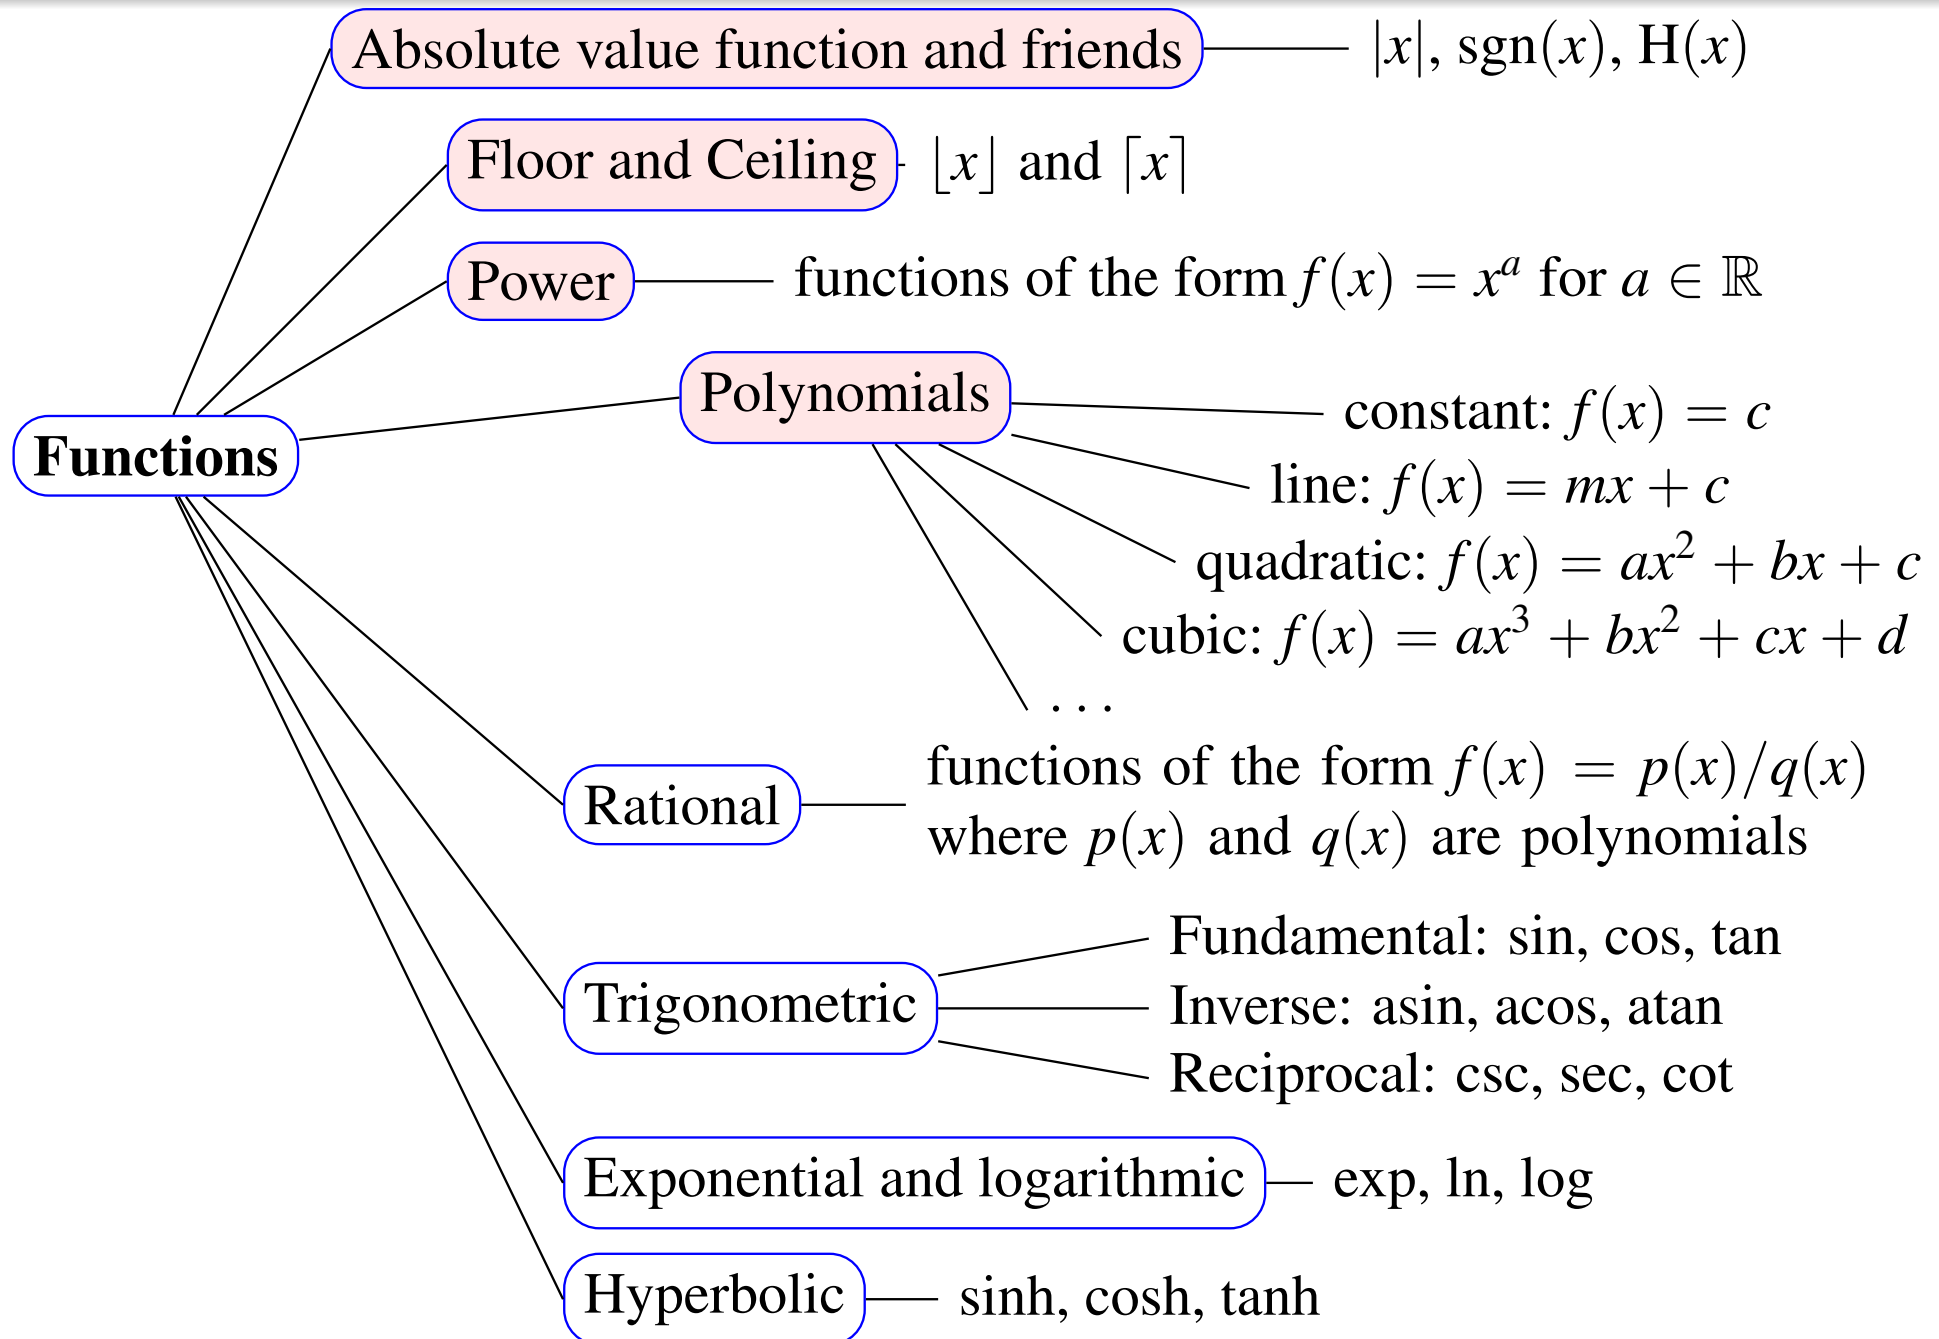 Absolute value function and friends
|x|, sgn(x), H(x)
Floor and Ceiling
⌊x⌋ and ⌈x⌉
Power
functions of the form f(x) = xᵃ for a ∈ ℝ
Polynomials
constant: f(x) = c
Functions
line: f(x) = mx + c
quadratic: f(x) = ax² + bx + c
cubic: f(x) = ax³ + bx² + cx + d
...
functions of the form f(x) = p(x)/q(x)
Rational
where p(x) and q(x) are polynomials
Fundamental: sin, cos, tan
Trigonometric
Inverse: asin, acos, atan
Reciprocal: csc, sec, cot
Exponential and logarithmic
exp, ln, log
Hyperbolic
sinh, cosh, tanh